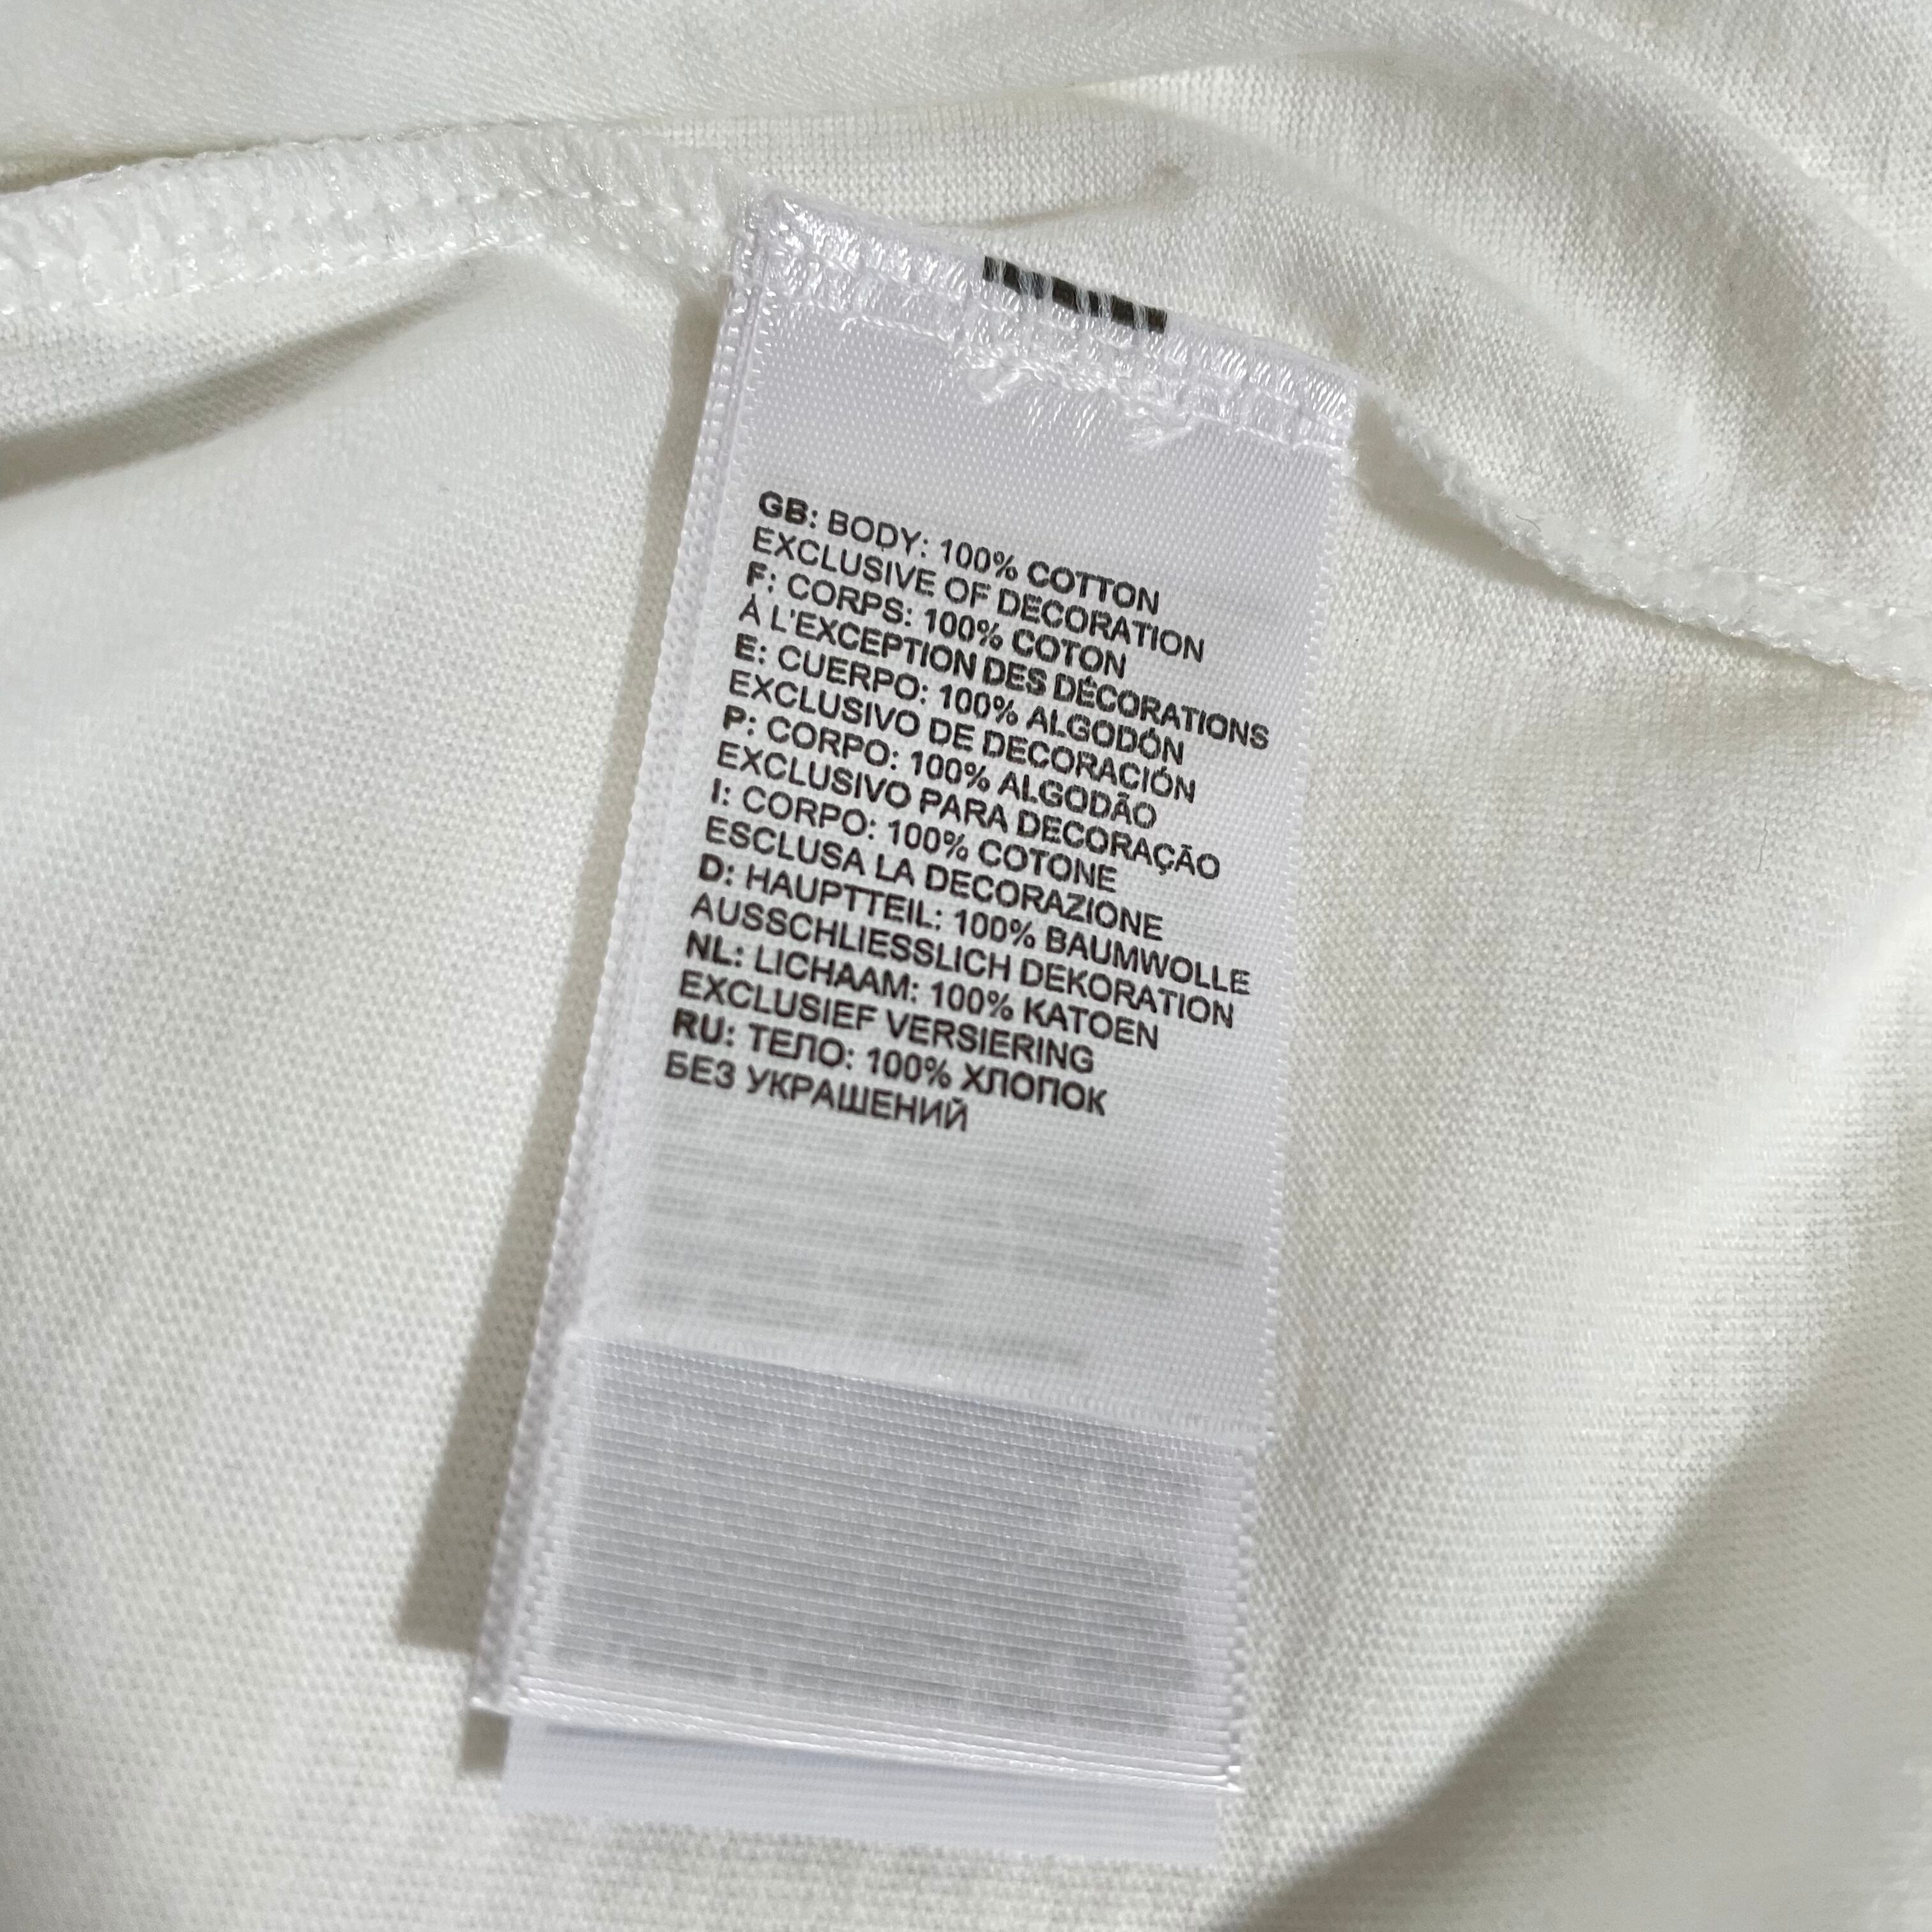 GB: BODY: 100% COTTON
EXCLUSIVE OF DECORATION
F: CORPS: 100% COTON
À L'EXCEPTION DES DÉCORATIONS
E: CUERPO: 100% ALGODÓN
EXCLUSIVO DE DECORACIÓN
P: CORPO: 100% ALGODÃO
EXCLUSIVO PARA DECORAÇÃO
I: CORPO: 100% COTONE
ESCLUSA LA DECORAZIONE
D: HAUPTTEIL: 100% BAUMWOLLE
AUSSCHLIESSLICH DEKORATION
NL: LICHAAM: 100% KATOEN
EXCLUSIEF VERSIERING
RU: ТЕЛО: 100% ХЛОПОК
БЕЗ УКРАШЕНИЙ